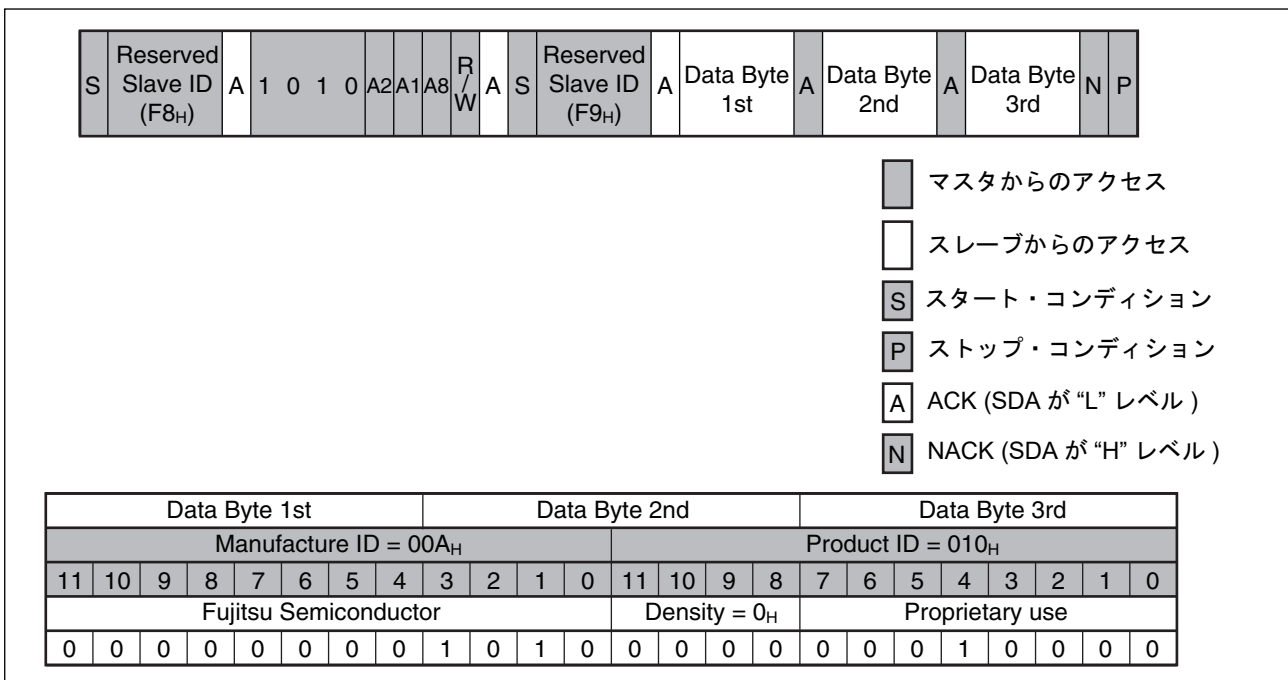 S Reserved Slave ID (F8H) A 1 0 1 0 A2 A1 A8 R/W A S Reserved Slave ID (F9H) A Data Byte 1st A Data Byte 2nd A Data Byte 3rd N P
マスタからのアクセス
スレーブからのアクセス
S スタート・コンディション
P ストップ・コンディション
A ACK (SDA が “L” レベル )
N NACK (SDA が “H” レベル )
Data Byte 1st Data Byte 2nd Data Byte 3rd
Manufacture ID = 00AH Product ID = 010H
11 10 9 8 7 6 5 4 3 2 1 0 11 10 9 8 7 6 5 4 3 2 1 0
Fujitsu Semiconductor Density = 0H Proprietary use
0 0 0 0 0 0 0 0 1 0 1 0 0 0 0 0 0 0 0 1 0 0 0 0